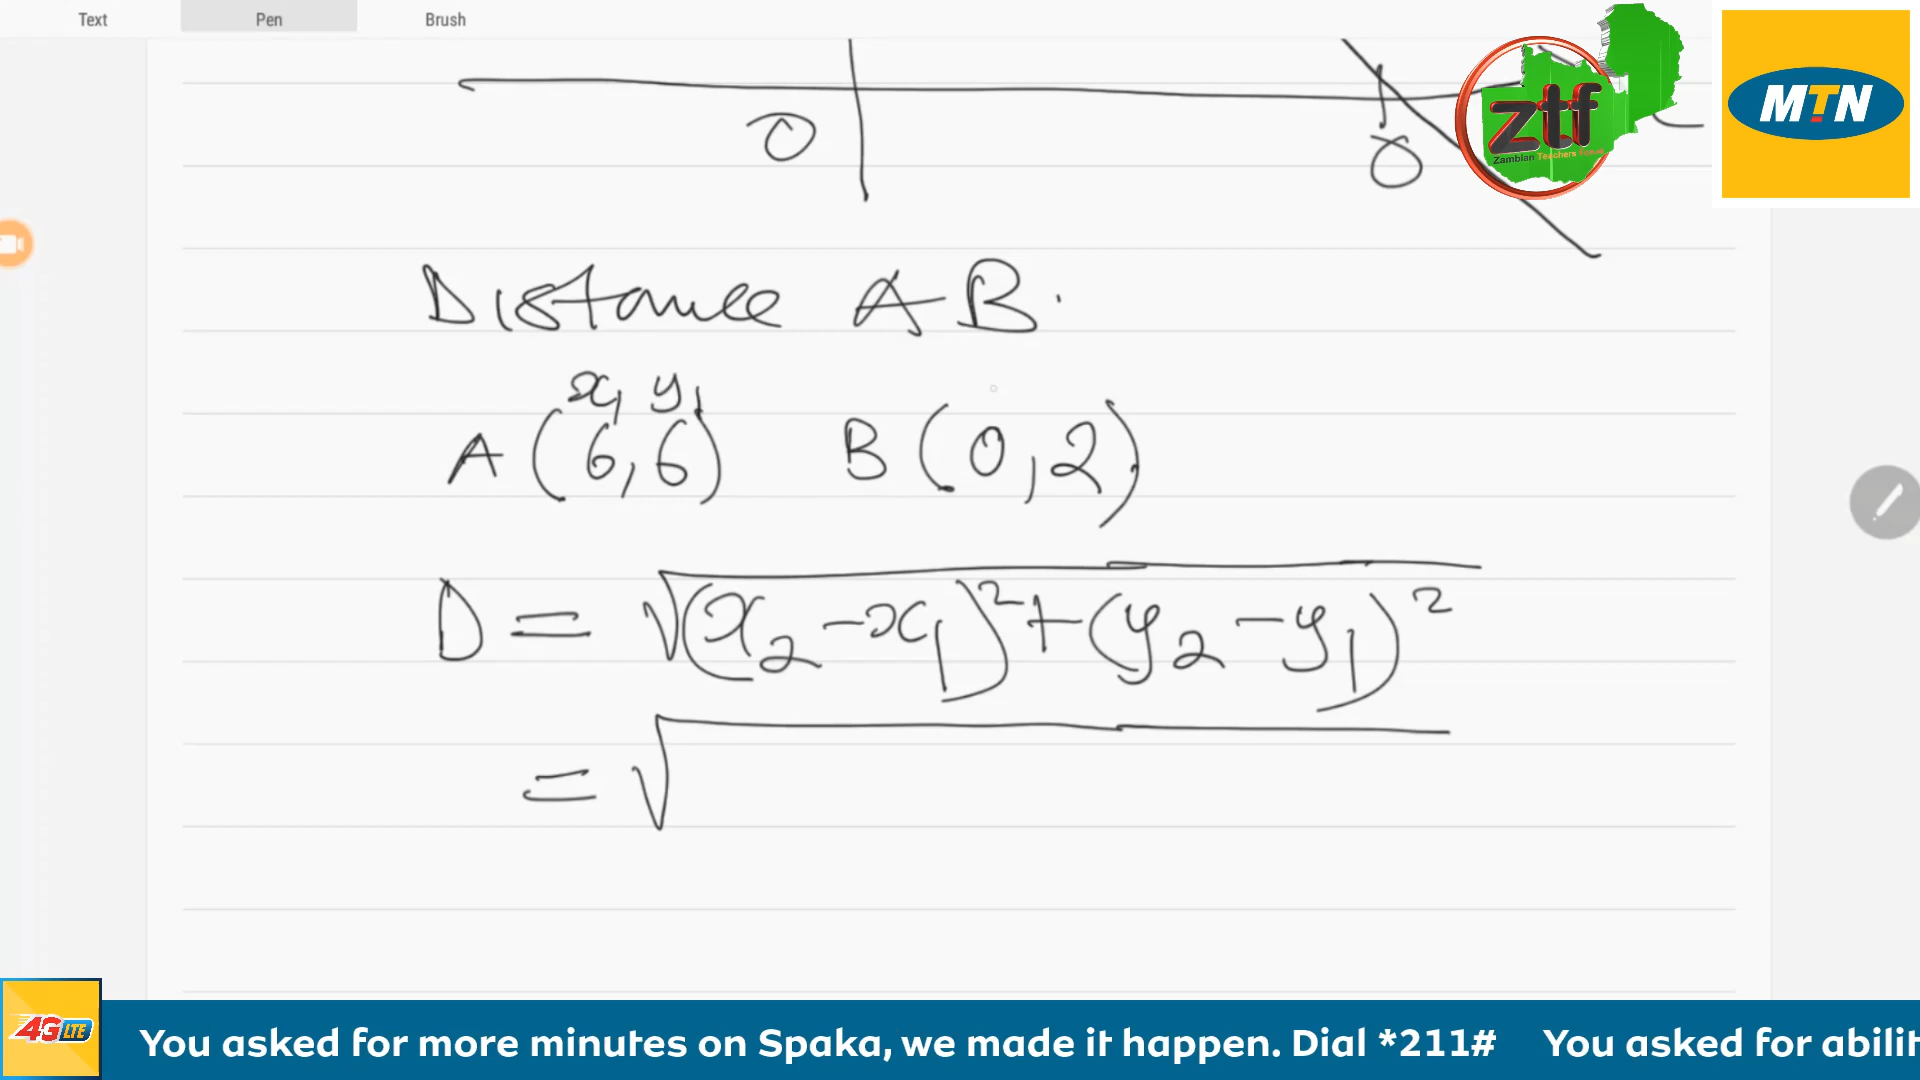 Text Pen Brush
0 8
ztf
Zambian Teachers Focus
MTN
Distance AB.
x₁ y₁
A(6,6) B(0,2)
D = √(x₂-x₁)²+(y₂-y₁)²
= √
4G LTE
You asked for more minutes on Spaka, we made it happen. Dial *211# You asked for abilit